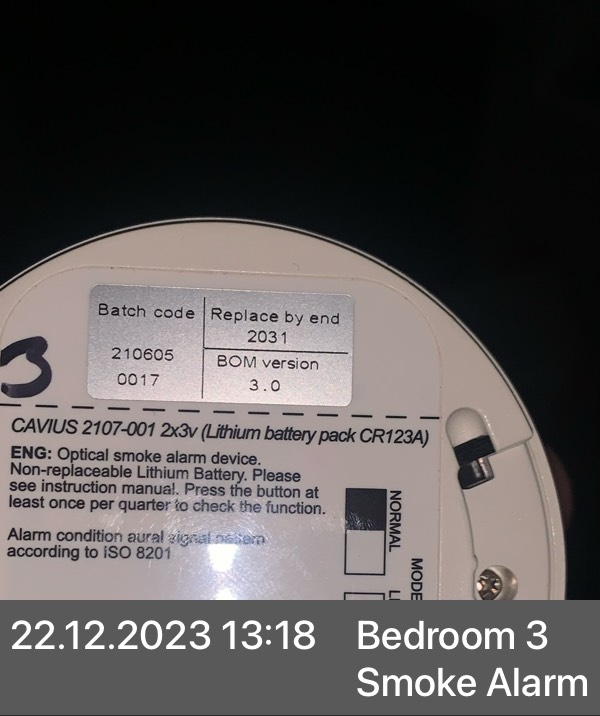 Batch code
210605
0017
Replace by end
2031
BOM version
3.0
3
CAVIUS 2107-001 2x3v (Lithium battery pack CR123A)
ENG: Optical smoke alarm device.
Non-replaceable Lithium Battery. Please
see instruction manual. Press the button at
least once per quarter to check the function.
Alarm condition aural signal pattern
according to ISO 8201
NORMAL
MODE
22.12.2023 13:18
Bedroom 3
Smoke Alarm